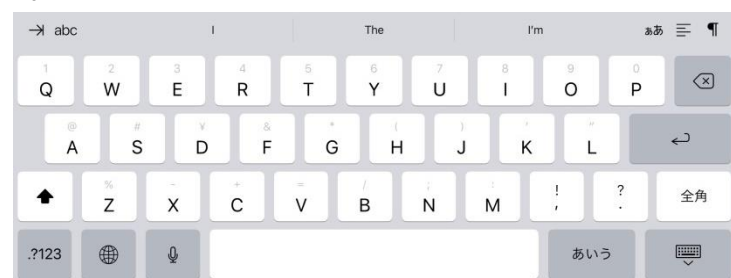 abc I The I'm ぁあ ¶
1 2 3 4 5 6 7 8 9 0
Q W E R T Y U I O P
@ # ¥ & * ( ) ' "
A S D F G H J K L
% - + = / ; : ! ?
Z X C V B N M , . 全角
.?123 あいう